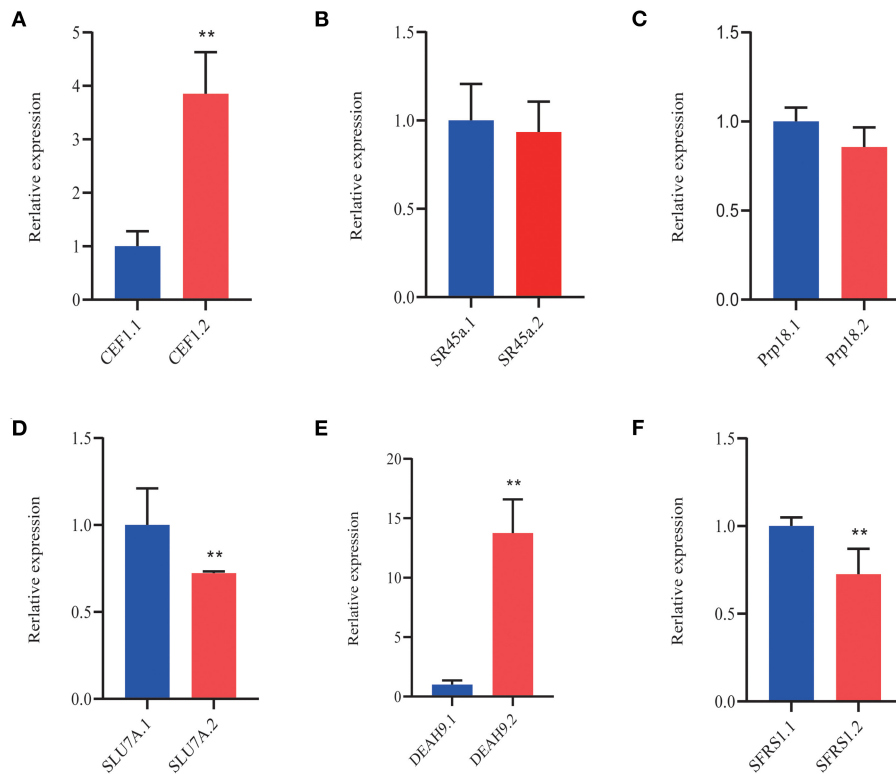 A
Rerlative expression
5
4
3
2
1
0
**
CEF1.1
CEF1.2
B
Rerlative expression
1.5
1.0
0.5
0.0
SR45a.1
SR45a.2
C
Rerlative expression
1.5
1.0
0.5
0.0
Prp18.1
Prp18.2
D
Rerlative expression
1.5
1.0
0.5
0.0
**
SLU7A.1
SLU7A.2
E
Rerlative expression
20
15
10
5
0
**
DEAH9.1
DEAH9.2
F
Rerlative expression
1.5
1.0
0.5
0.0
**
SFRS1.1
SFRS1.2